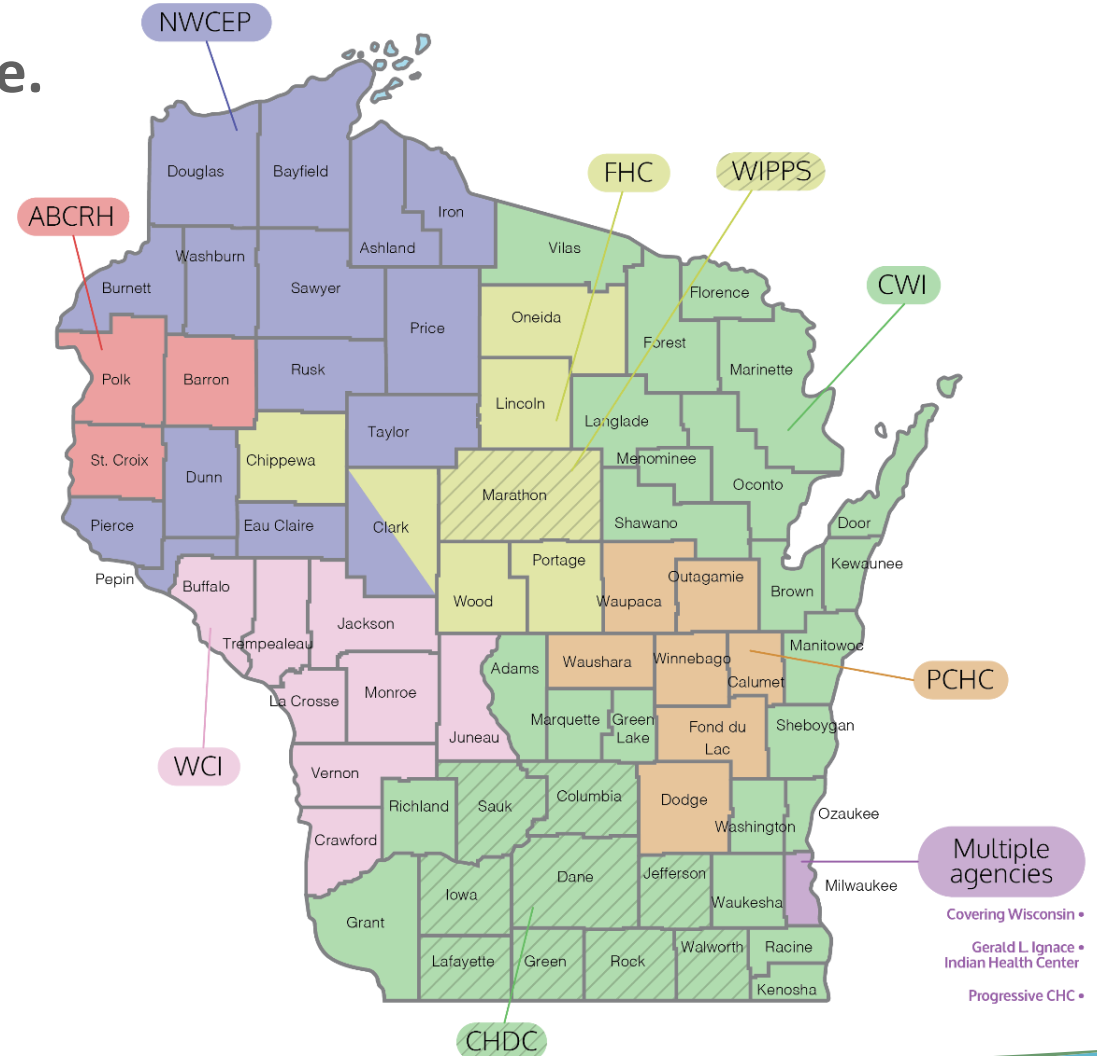 NWCEP
e.
FHC
WIPPS
ABCRH
CWI
Douglas
Bayfield
Ashland
Iron
Vilas
Burnett
Washburn
Sawyer
Price
Oneida
Florence
Forest
Marinette
Polk
Barron
Rusk
Lincoln
Langlade
Taylor
St. Croix
Dunn
Chippewa
Menominee
Oconto
Clark
Marathon
Shawano
Pierce
Eau Claire
Door
Pepin
Buffalo
Wood
Portage
Waupaca
Outagamie
Brown
Kewaunee
Trempealeau
Jackson
Adams
Waushara
Winnebago
Calumet
Manitowoc
PCHC
La Crosse
Monroe
Juneau
Marquette
Green
Lake
Fond du
Lac
Sheboygan
WCI
Vernon
Richland
Sauk
Columbia
Dodge
Washington
Ozaukee
Crawford
Iowa
Dane
Jefferson
Waukesha
Milwaukee
Multiple
agencies
Covering Wisconsin •
Gerald L. Ignace •
Indian Health Center
Progressive CHC •
Grant
Lafayette
Green
Rock
Walworth
Racine
Kenosha
CHDC